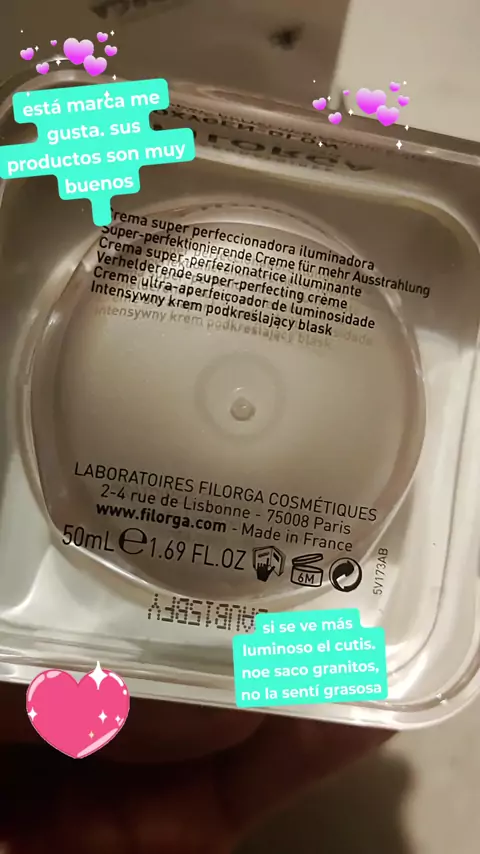 está marca me
gusta. sus
productos son muy
buenos
OXYGEN-GLOW
FILORGA
Crema super perfeccionadora iluminadora
Super-perfektionierende Creme für mehr Ausstrahlung
Crema super-perfezionatrice illuminante
Verhelderende super-perfecting crème
Creme ultra-aperfeiçoador de luminosidade
Intensywny krem podkreślający blask
LABORATOIRES FILORGA COSMÉTIQUES
2-4 rue de Lisbonne - 75008 Paris
www.filorga.com - Made in France
50mL e 1.69 FL.OZ
6M
5V173AB
si se ve más
luminoso el cutis.
noe saco granitos,
no la sentí grasosa